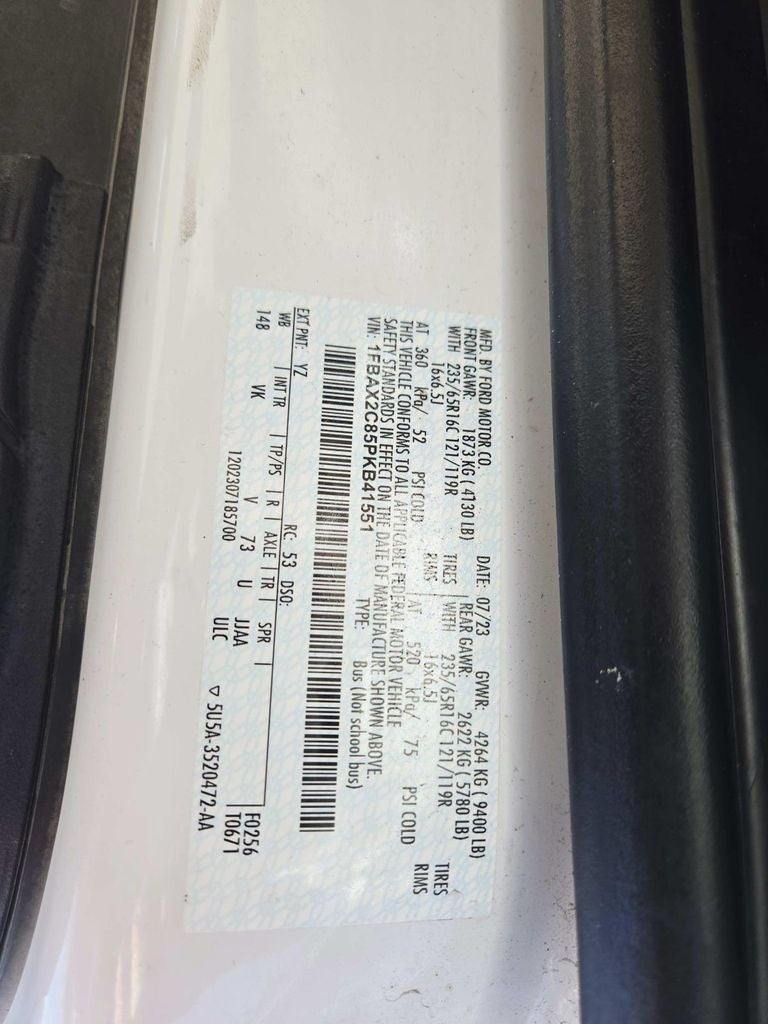 MFD. BY FORD MOTOR CO. DATE: 07/23 GVWR: 4264 KG ( 9400 LB)
FRONT GAWR: 1873 KG ( 4130 LB) REAR GAWR: 2622 KG ( 5780 LB)
WITH 235/65R16C 121/119R TIRES WITH 235/65R16C 121/119R TIRES
16x6.5J RIMS 16x6.5J RIMS
AT 360 kPa/ 52 PSI COLD AT 520 kPa/ 75 PSI COLD
THIS VEHICLE CONFORMS TO ALL APPLICABLE FEDERAL MOTOR VEHICLE
SAFETY STANDARDS IN EFFECT ON THE DATE OF MANUFACTURE SHOWN ABOVE.
VIN: 1FBAX2C85PKB41551 TYPE: Bus (Not school bus)
EXT PNT: YZ RC: 53 DSO: F0256
WB | INT TR | TP/PS | R | AXLE | TR | SPR | T0671
148 VK V 73 U JJAA
1202307185700 ULC ▽ 5U5A-3520472-AA